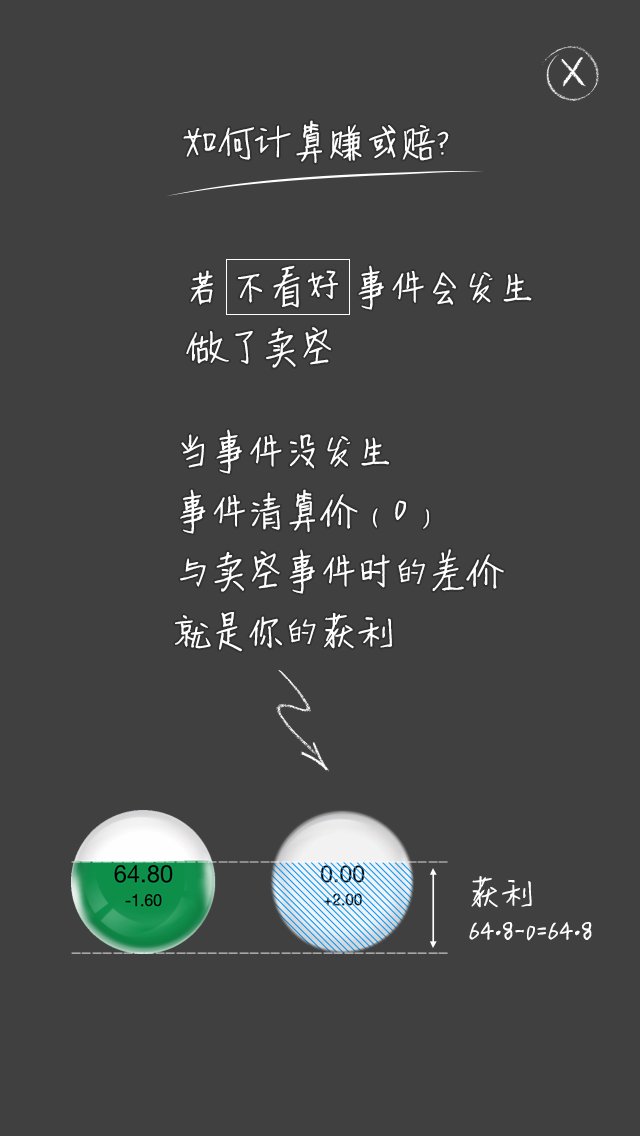 X
如何计算赚或赔?
若不看好事件会发生
做了卖空
当事件没发生
事件清算价(0)
与卖空事件时的差价
就是你的获利
64.80
-1.60
0.00
+2.00
获利
64.8-0=64.8